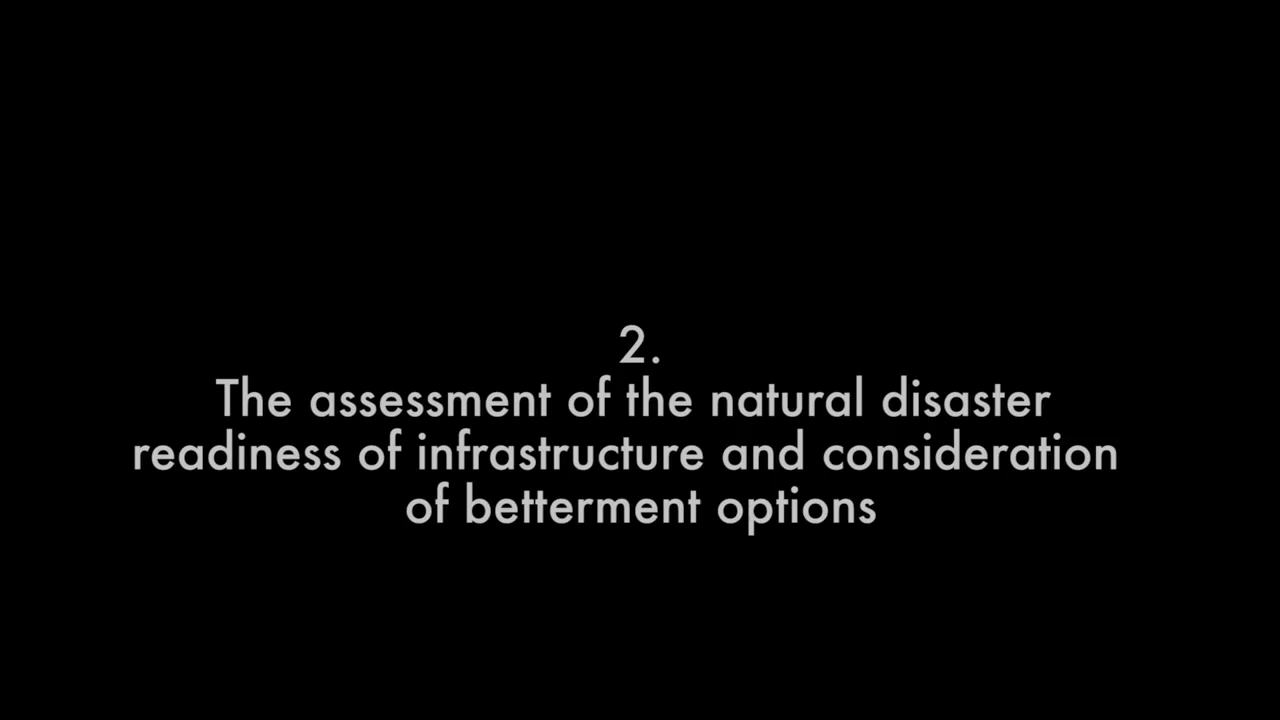 2.
The assessment of the natural disaster
readiness of infrastructure and consideration
of betterment options